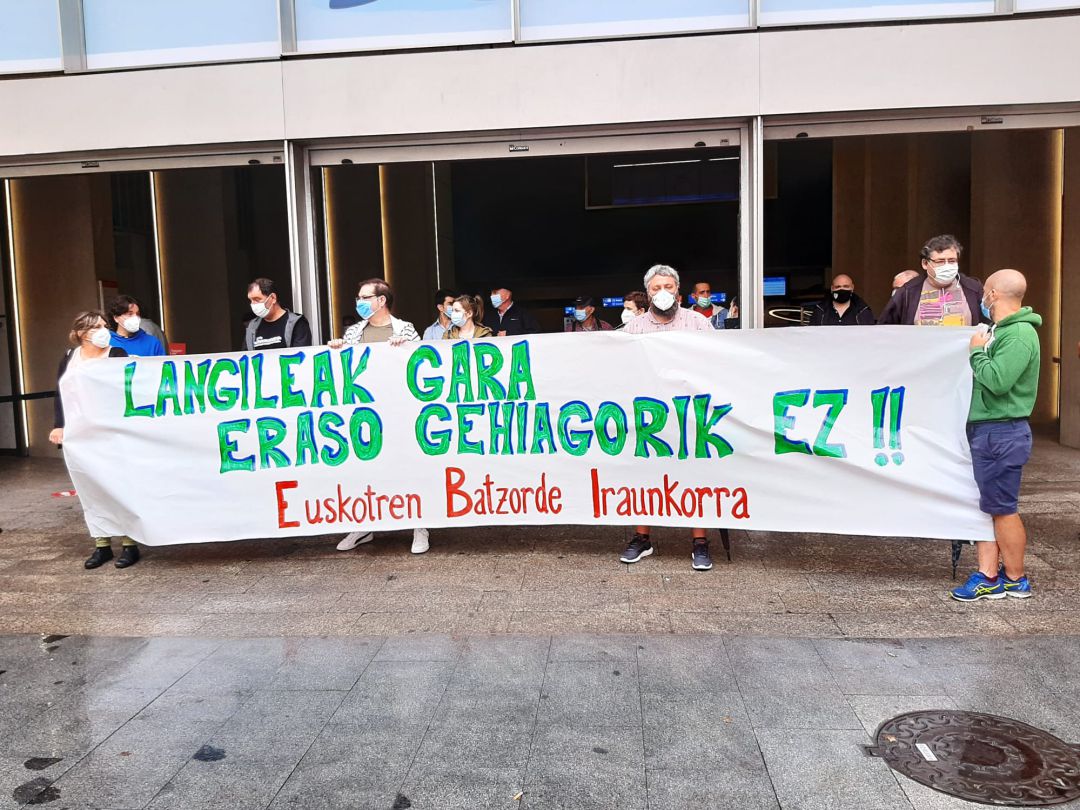 LANGILEAK GARA
ERASO GEHIAGORIK EZ !!
Euskotren Batzorde Iraunkorra